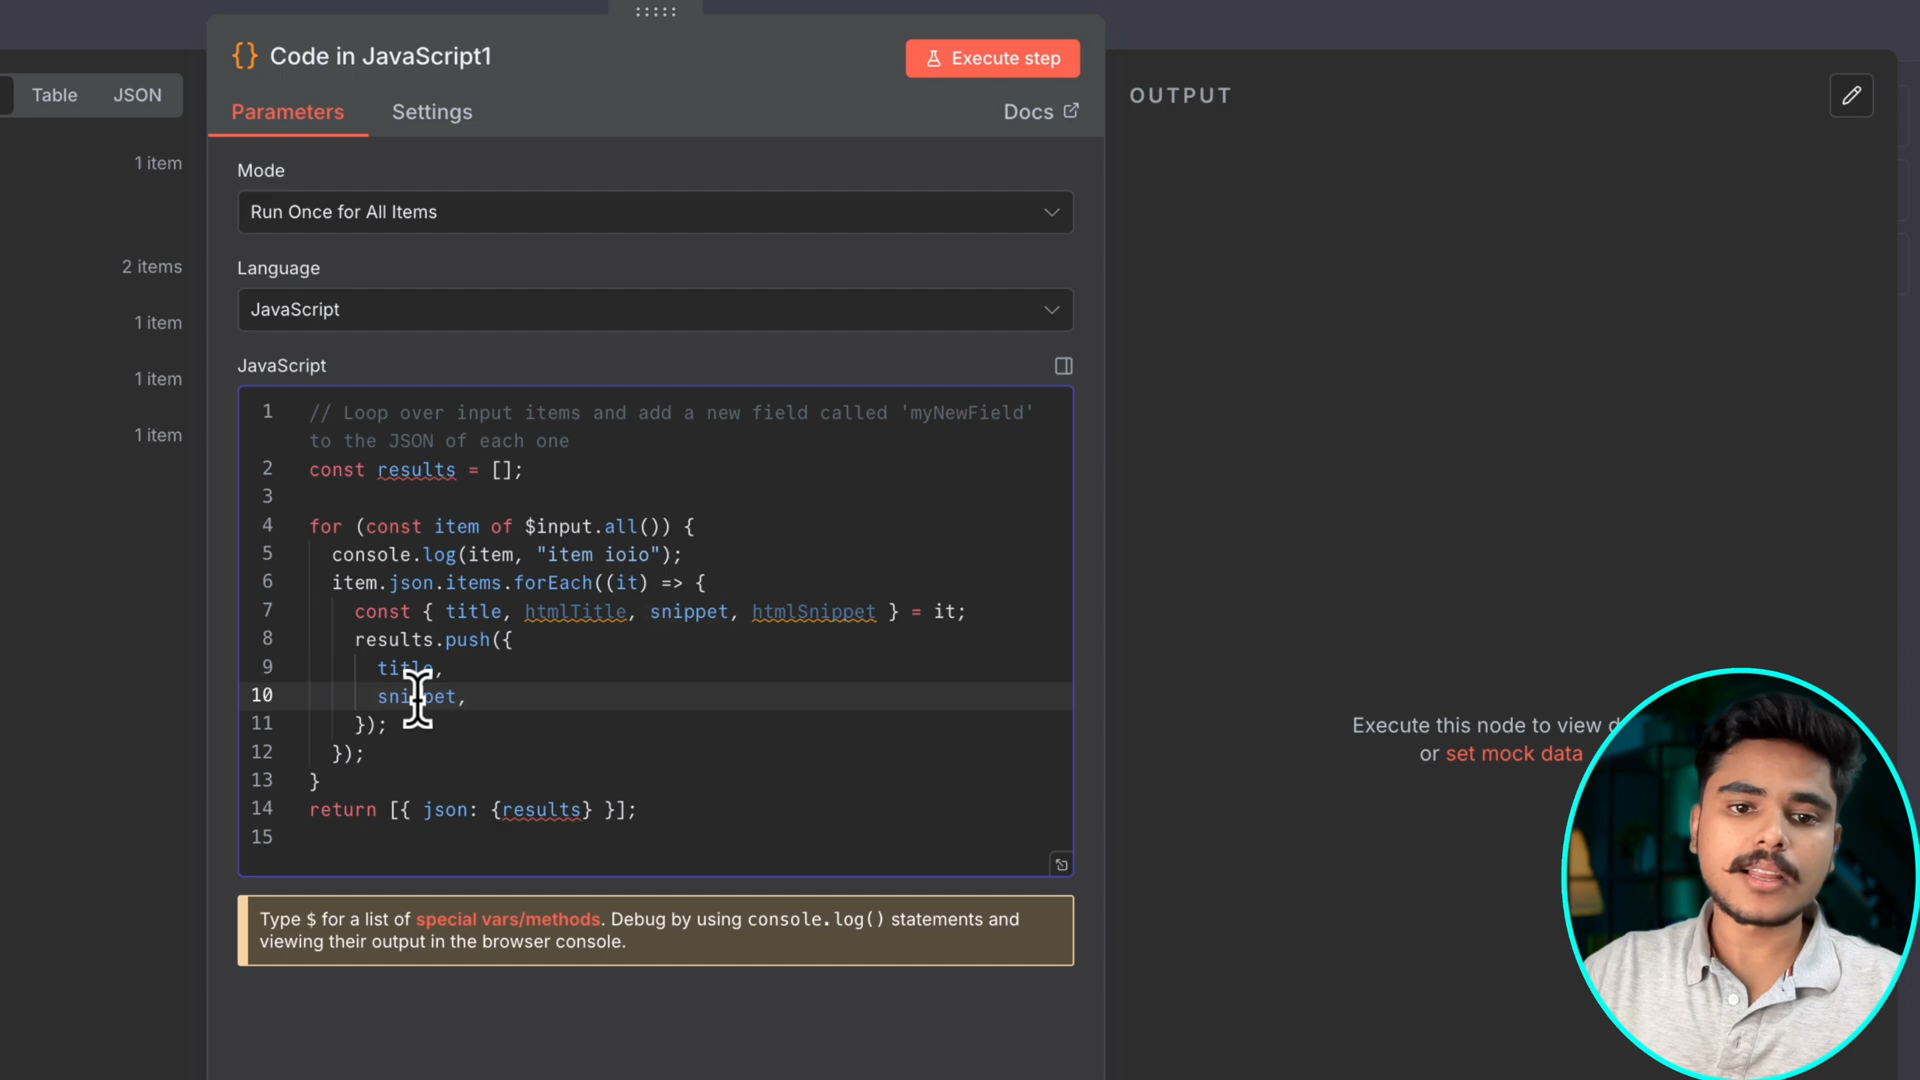 {} Code in JavaScript1
Execute step
Table JSON
Parameters Settings Docs
OUTPUT
1 item
2 items
1 item
1 item
1 item
Mode
Run Once for All Items
Language
JavaScript
JavaScript
1 // Loop over input items and add a new field called 'myNewField'
to the JSON of each one
2 const results = [];
3
4 for (const item of $input.all()) {
5 console.log(item, "item ioio");
6 item.json.items.forEach((it) => {
7 const { title, htmlTitle, snippet, htmlSnippet } = it;
8 results.push({
9 title,
10 snippet,
11 });
12 });
13 }
14 return [{ json: {results} }];
15
Type $ for a list of special vars/methods. Debug by using console.log() statements and
viewing their output in the browser console.
Execute this node to view
or set mock data